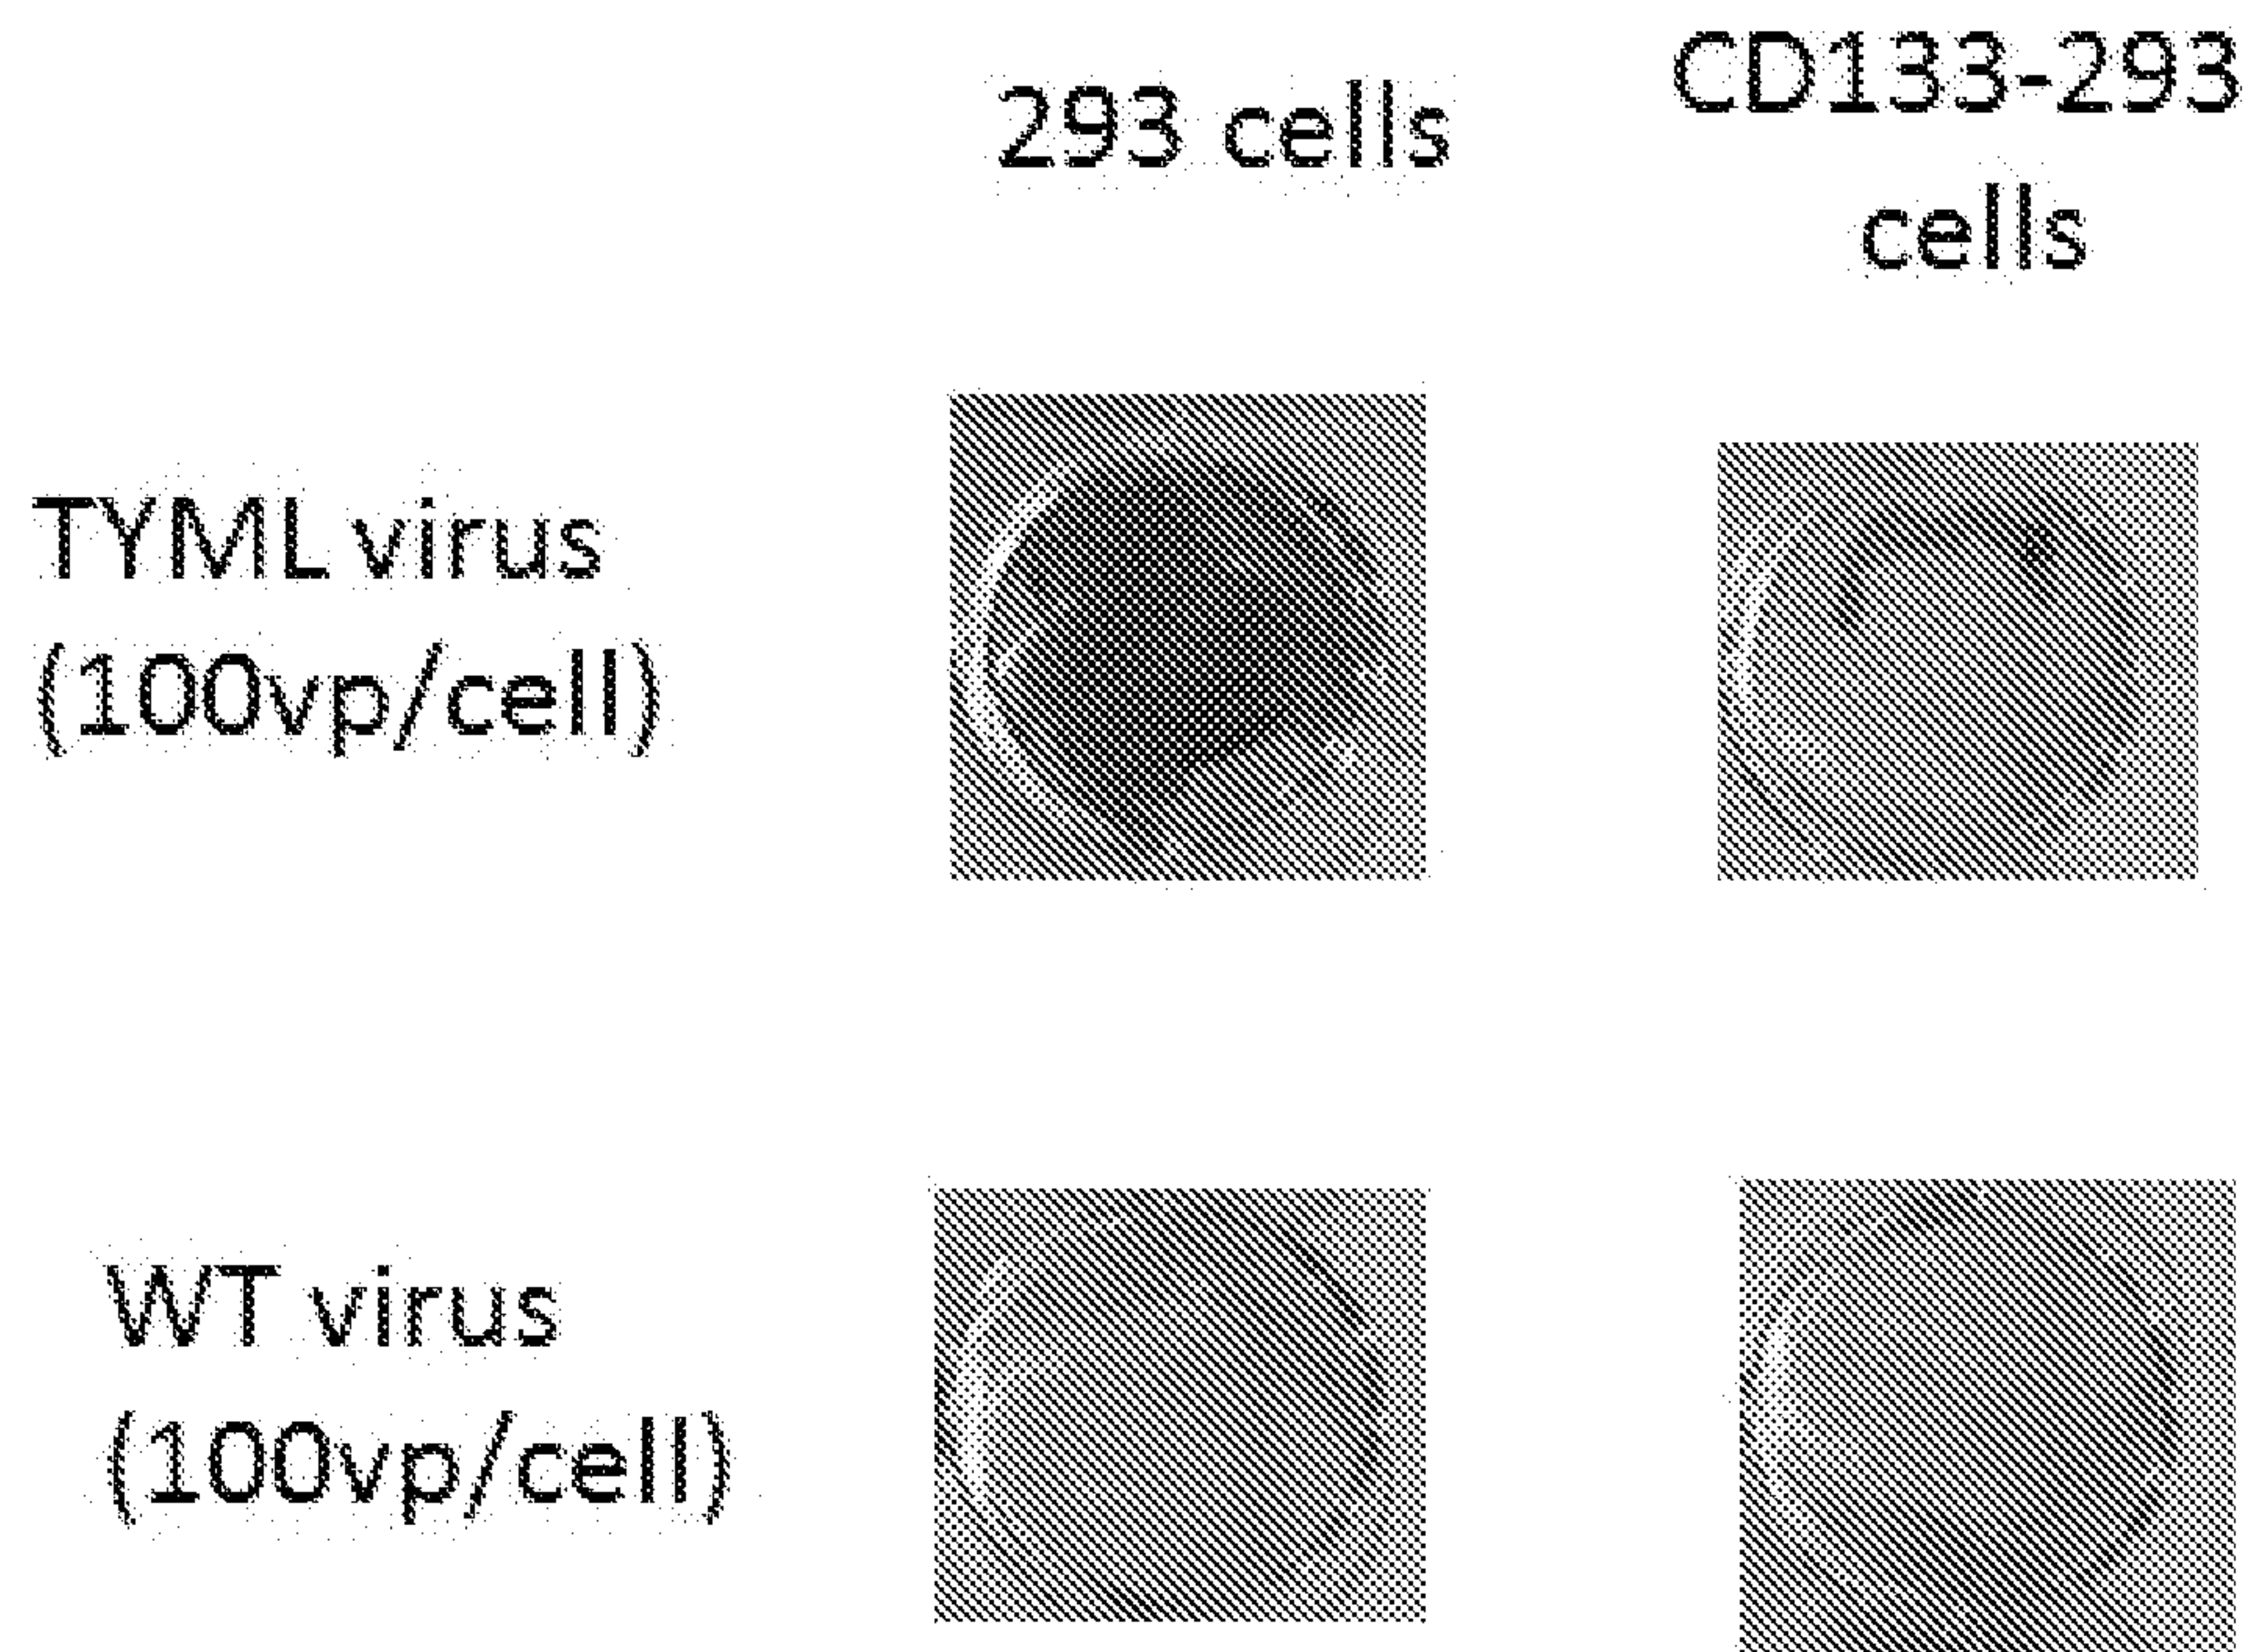 293 cells
CD133-293
cells
TYML virus
(100vp/cell)
WT virus
(100vp/cell)